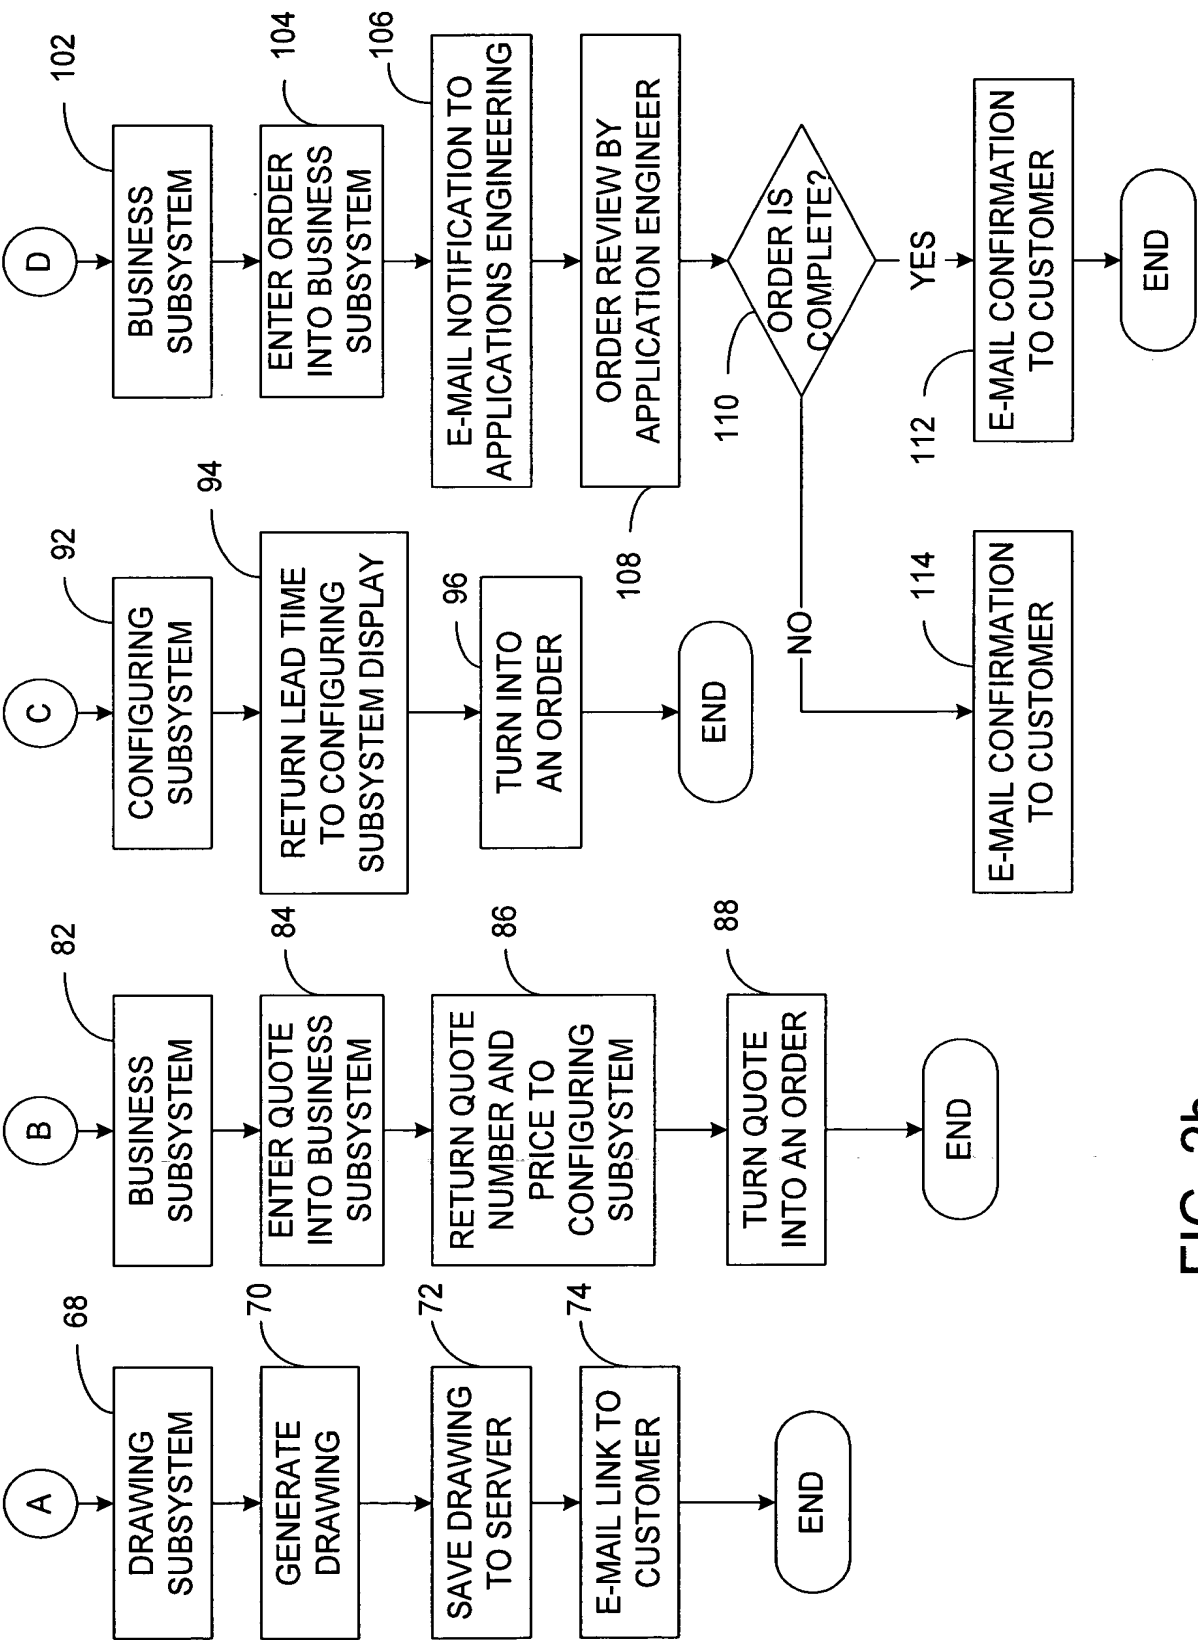 A
68
DRAWING
SUBSYSTEM
70
GENERATE
DRAWING
72
SAVE DRAWING
TO SERVER
74
E-MAIL LINK TO
CUSTOMER
END
B
82
BUSINESS
SUBSYSTEM
84
ENTER QUOTE
INTO BUSINESS
SUBSYSTEM
86
RETURN QUOTE
NUMBER AND
PRICE TO
CONFIGURING
SUBSYSTEM
88
TURN QUOTE
INTO AN ORDER
END
C
92
CONFIGURING
SUBSYSTEM
94
RETURN LEAD TIME
TO CONFIGURING
SUBSYSTEM DISPLAY
96
TURN INTO
AN ORDER
END
D
102
BUSINESS
SUBSYSTEM
104
ENTER ORDER
INTO BUSINESS
SUBSYSTEM
106
E-MAIL NOTIFICATION TO
APPLICATIONS ENGINEERING
108
ORDER REVIEW BY
APPLICATION ENGINEER
110
ORDER IS
COMPLETE?
NO
YES
114
E-MAIL CONFIRMATION
TO CUSTOMER
112
E-MAIL CONFIRMATION
TO CUSTOMER
END